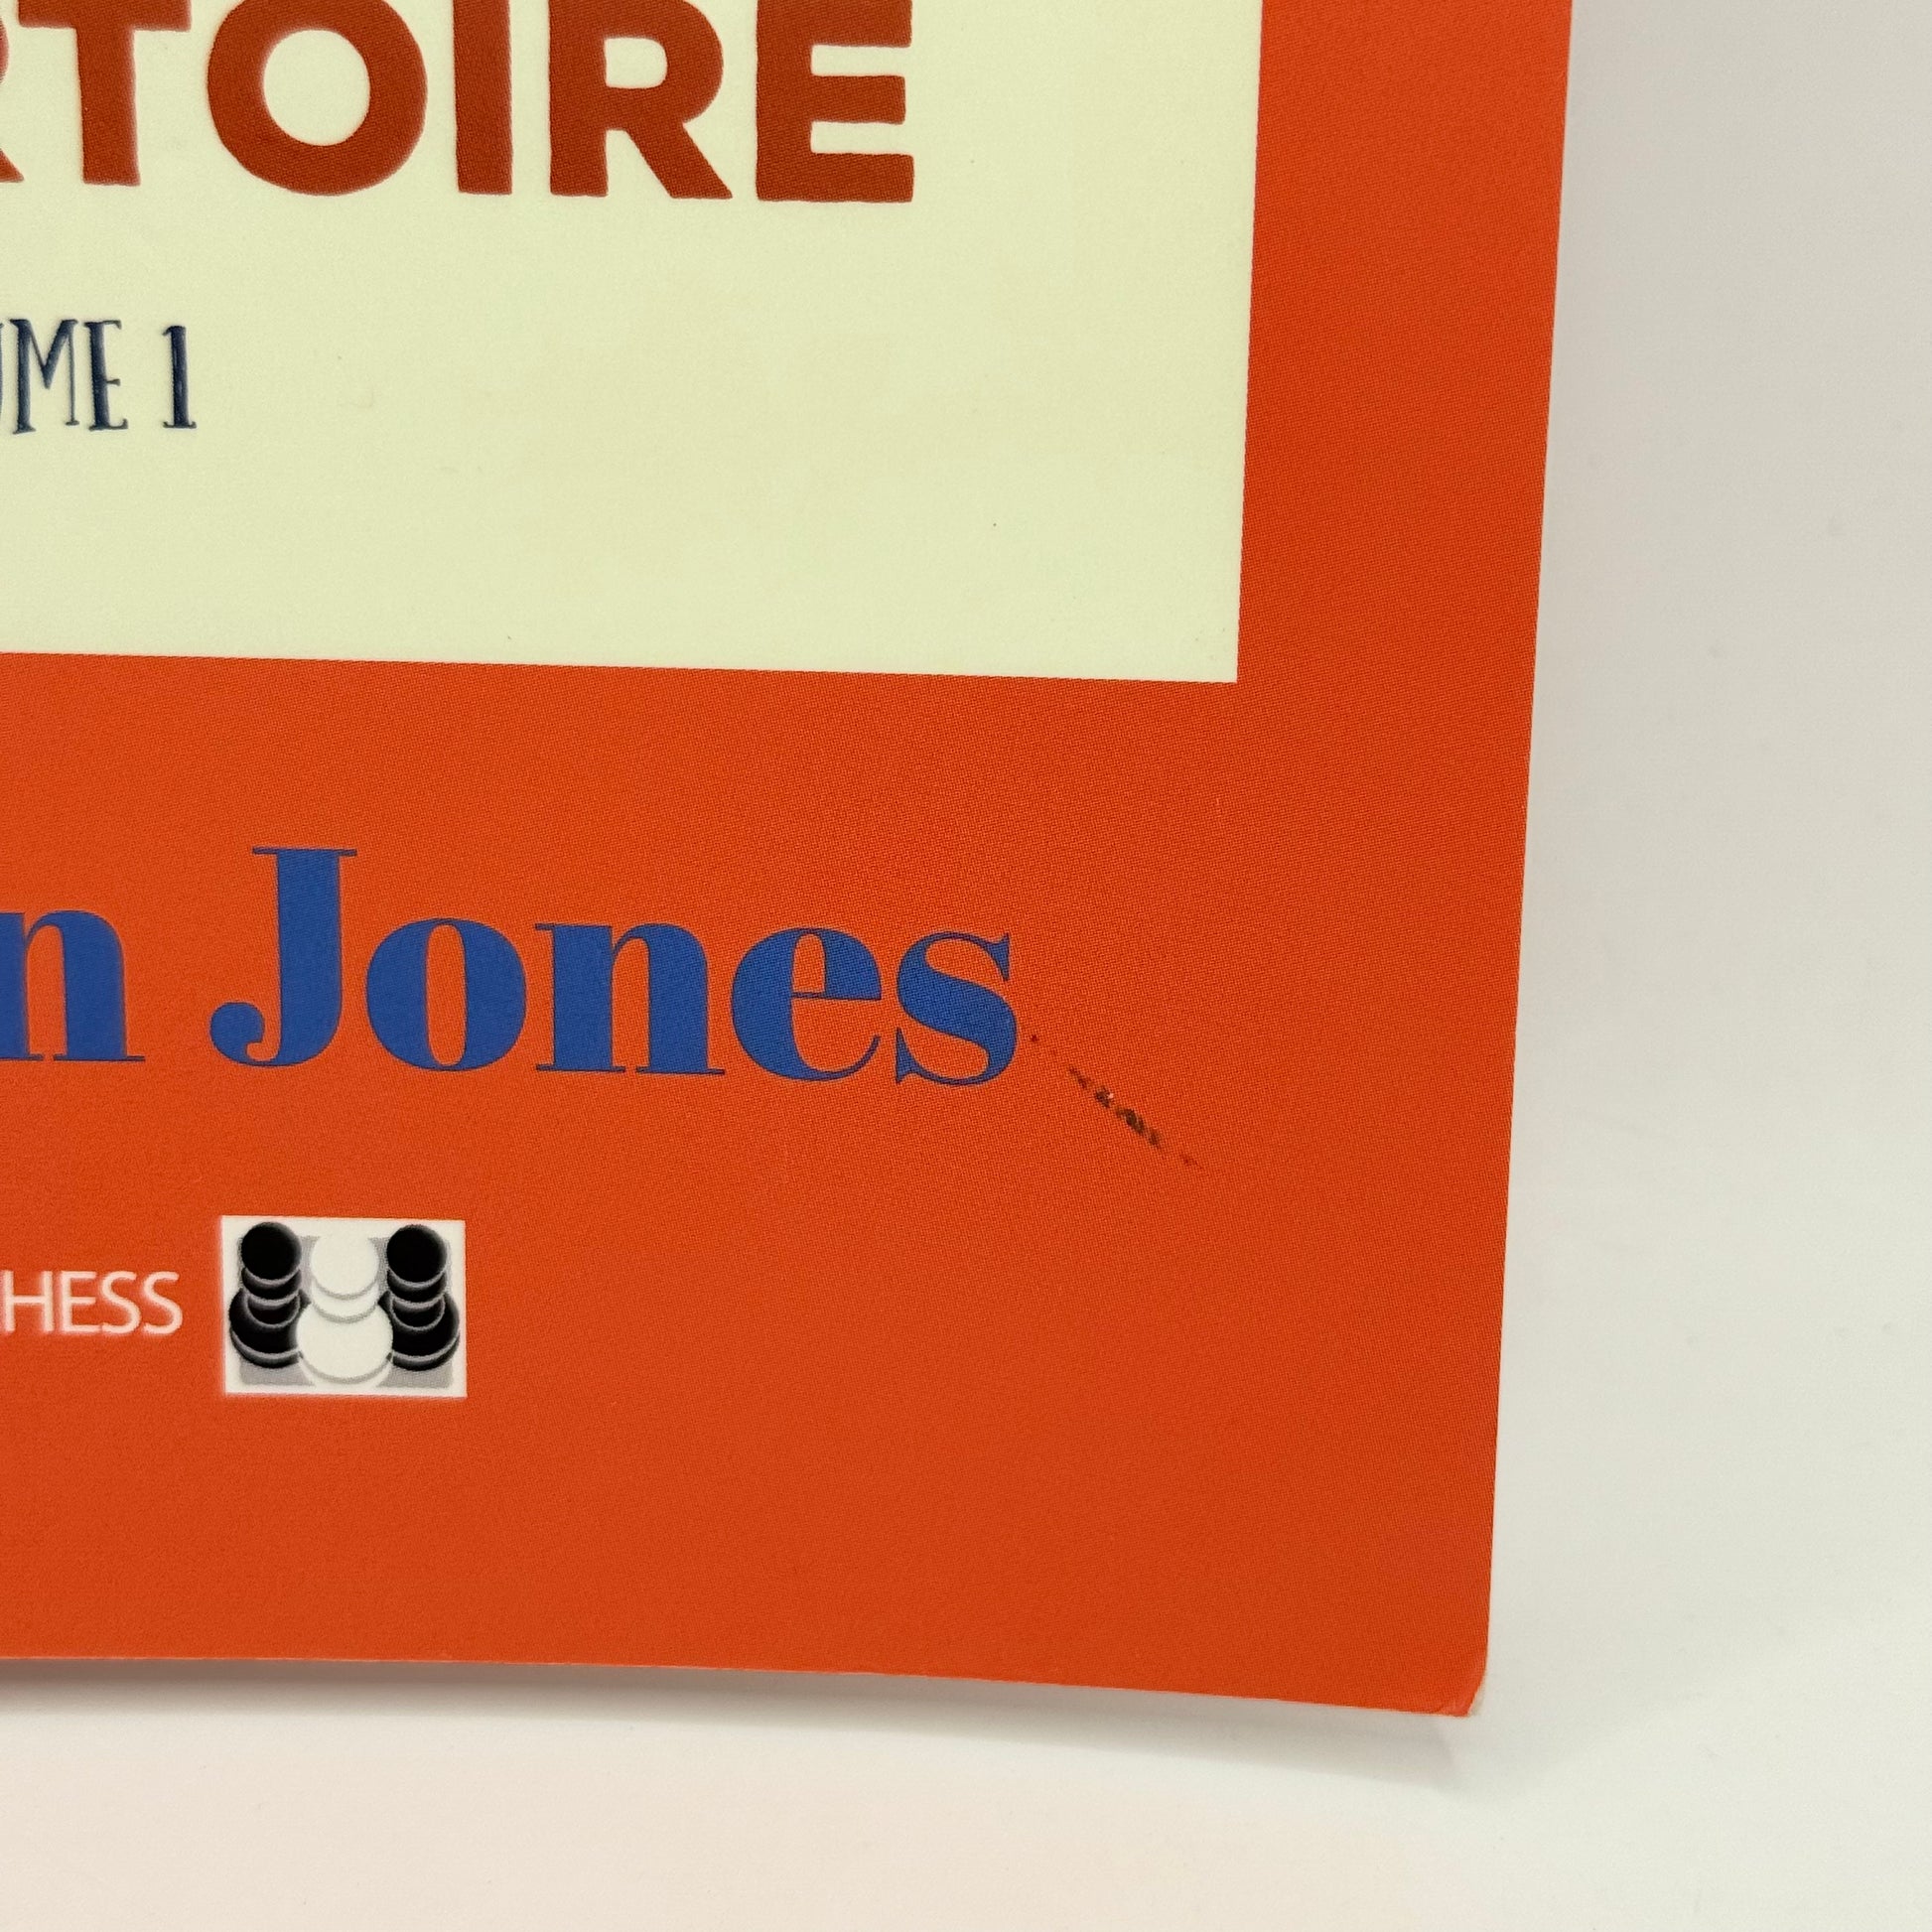 RTOIRE
UME 1
n Jones
HESS